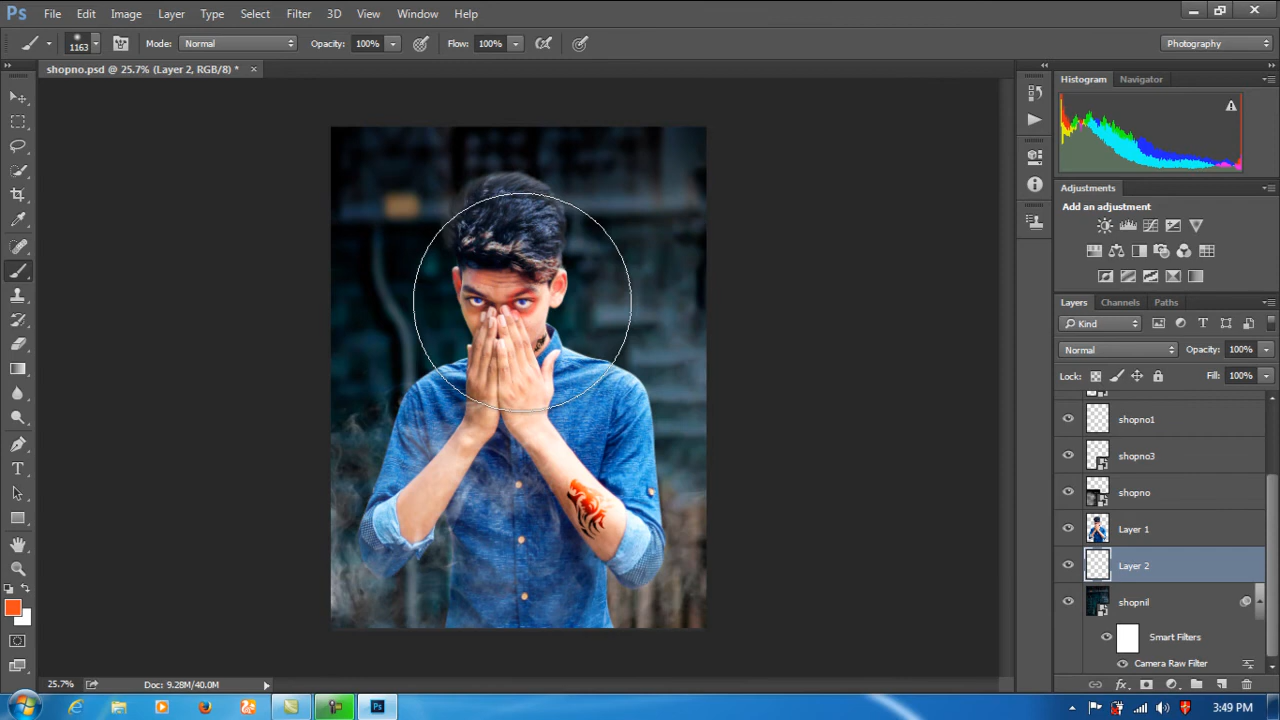 Ps File Edit Image Layer Type Select Filter 3D View Window Help
1163 Mode: Normal Opacity: 100% Flow: 100% Photography
shopno.psd @ 25.7% (Layer 2, RGB/8) * ×
Histogram Navigator
Adjustments
Add an adjustment
Layers Channels Paths
Kind
Normal Opacity: 100%
Lock: Fill: 100%
shopno1
shopno3
shopno
Layer 1
Layer 2
shopnil
Smart Filters
Camera Raw Filter
25.7% Doc: 9.28M/40.0M
Ps 3:49 PM